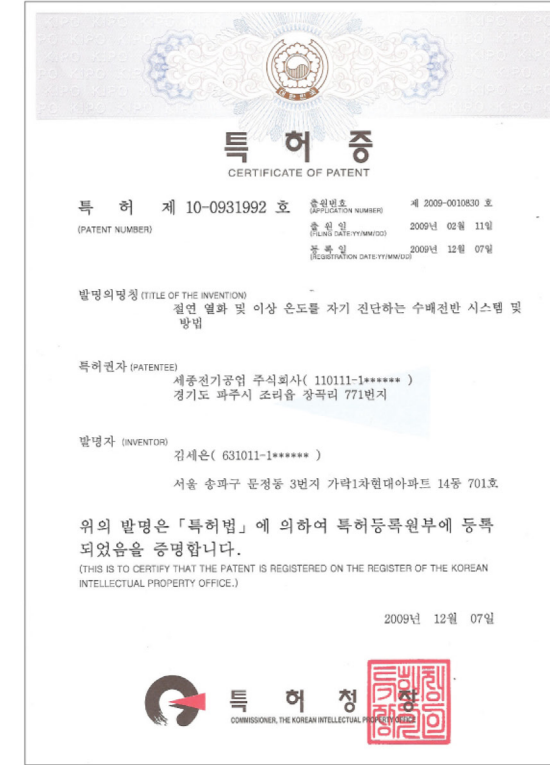 특 허 증
CERTIFICATE OF PATENT
특 허 제 10-0931992 호
(PATENT NUMBER)
출원번호 제 2009-0010830 호
(APPLICATION NUMBER)
출 원 일 2009년 02월 11일
(FILING DATE:YY/MM/DD)
등 록 일 2009년 12월 07일
(REGISTRATION DATE:YY/MM/DD)
발명의명칭 (TITLE OF THE INVENTION)
절연 열화 및 이상 온도를 자기 진단하는 수배전반 시스템 및
방법
특허권자 (PATENTEE)
세종전기공업 주식회사( 110111-1****** )
경기도 파주시 조리읍 장곡리 771번지
발명자 (INVENTOR)
김세은( 631011-1****** )
서울 송파구 문정동 3번지 가락1차현대아파트 14동 701호
위의 발명은「특허법」에 의하여 특허등록원부에 등록
되었음을 증명합니다.
(THIS IS TO CERTIFY THAT THE PATENT IS REGISTERED ON THE REGISTER OF THE KOREAN
INTELLECTUAL PROPERTY OFFICE.)
2009년 12월 07일
특 허 청 장
COMMISSIONER, THE KOREAN INTELLECTUAL PROPERTY OFFICE